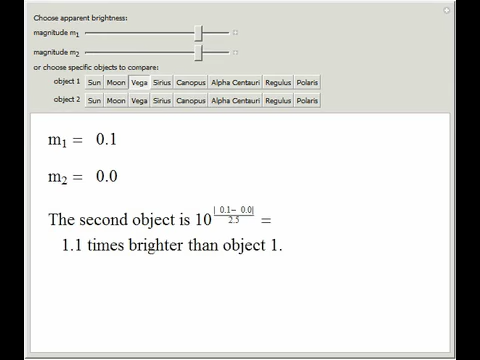 Choose apparent brightness:
magnitude m1
magnitude m2
or choose specific objects to compare:
object 1 Sun Moon Vega Sirius Canopus Alpha Centauri Regulus Polaris
object 2 Sun Moon Vega Sirius Canopus Alpha Centauri Regulus Polaris
m1 = 0.1
m2 = 0.0
The second object is 10^(| 0.1− 0.0|/2.5) =
1.1 times brighter than object 1.